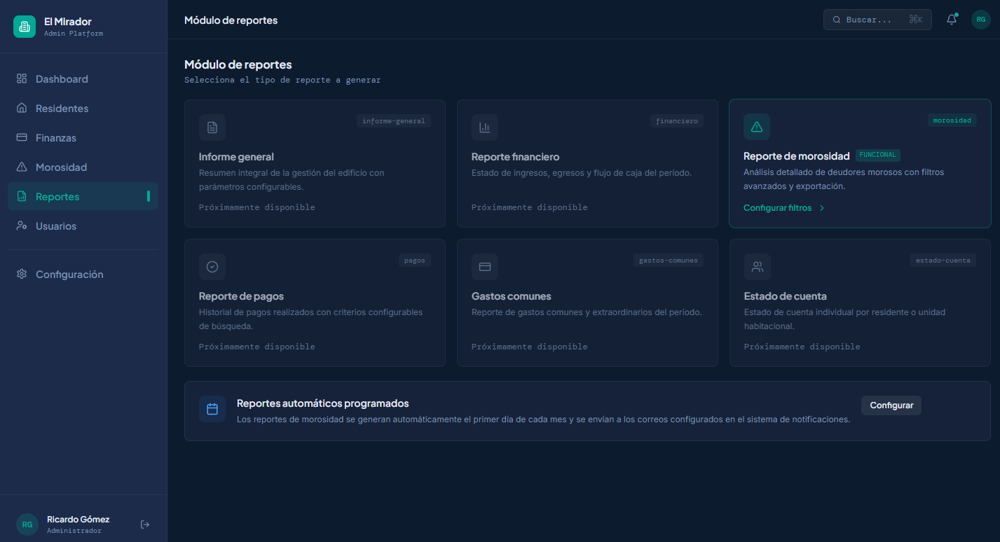 El Mirador
Admin Platform
Dashboard
Residentes
Finanzas
Morosidad
Reportes
Usuarios
Configuración
RG
Ricardo Gómez
Administrador
Módulo de reportes
Buscar...
⌘K
RG
Módulo de reportes
Selecciona el tipo de reporte a generar
informe-general
Informe general
Resumen integral de la gestión del edificio con
parámetros configurables.
Próximamente disponible
financiero
Reporte financiero
Estado de ingresos, egresos y flujo de caja del período.
Próximamente disponible
morosidad
Reporte de morosidad FUNCIONAL
Análisis detallado de deudores morosos con filtros
avanzados y exportación.
Configurar filtros
pagos
Reporte de pagos
Historial de pagos realizados con criterios configurables
de búsqueda.
Próximamente disponible
gastos-comunes
Gastos comunes
Reporte de gastos comunes y extraordinarios del período.
Próximamente disponible
estado-cuenta
Estado de cuenta
Estado de cuenta individual por residente o unidad
habitacional.
Próximamente disponible
Reportes automáticos programados
Los reportes de morosidad se generan automáticamente el primer día de cada mes y se envían a los correos configurados en el sistema de notificaciones.
Configurar